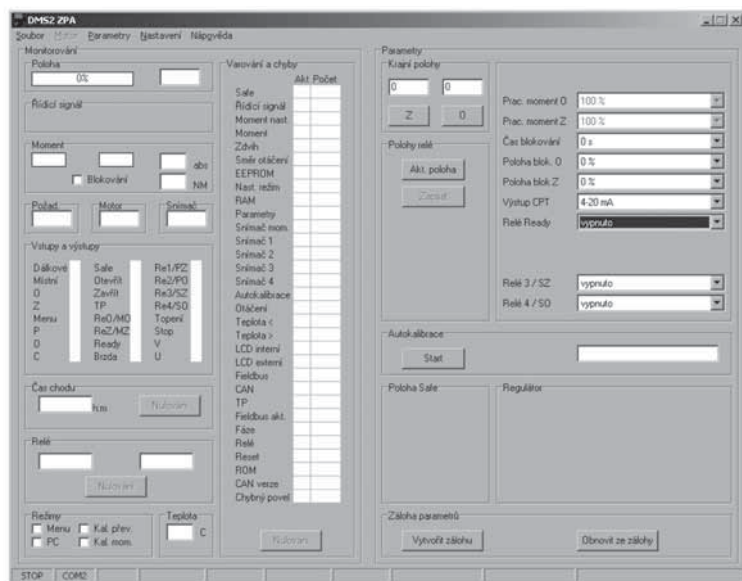 DMS2 ZPA
Soubor Motor Parametry Nastavení Nápověda
Monitorování
Poloha
0%
Řídicí signál
Moment
abs
Blokování
NM
Požad. Motor Snímač
Vstupy a výstupy
Dálkové Safe Re1/PZ
Místní Otevřít Re2/PO
O Zavřít Re3/SZ
Z TP Re4/SO
Menu ReO/MO Topení
P ReZ/MZ Stop
O Ready V
C Brzda U
Čas chodu
h:m Nulování
Relé
Nulování
Režimy
Menu Kal. přev.
PC Kal. mom.
Teplota
C
Varování a chyby
Akt. Počet
Safe
Řídicí signál
Moment nast.
Moment
Zdvih
Směr otáčení
EEPROM
Nast. režim
RAM
Parametry
Snímač mom.
Snímač 1
Snímač 2
Snímač 3
Snímač 4
Autokalibrace
Otáčení
Teplota <
Teplota >
LCD interní
LCD externí
Fieldbus
CAN
TP
Fieldbus akt.
Fáze
Relé
Reset
ROM
CAN verze
Chybný povel
Nulování
Parametry
Krajní polohy
0 0
Z O
Polohy relé
Akt. poloha
Zapsat
Prac. moment O 100 %
Prac. moment Z 100 %
Čas blokování 0 s
Poloha blok. O 0 %
Poloha blok Z 0 %
Výstup CPT 4-20 mA
Relé Ready vypnuto
Relé 3 / SZ vypnuto
Relé 4 / SO vypnuto
Autokalibrace
Start
Poloha Safe
Regulátor
Záloha parametrů
Vytvořit zálohu Obnovit ze zálohy
STOP COM2